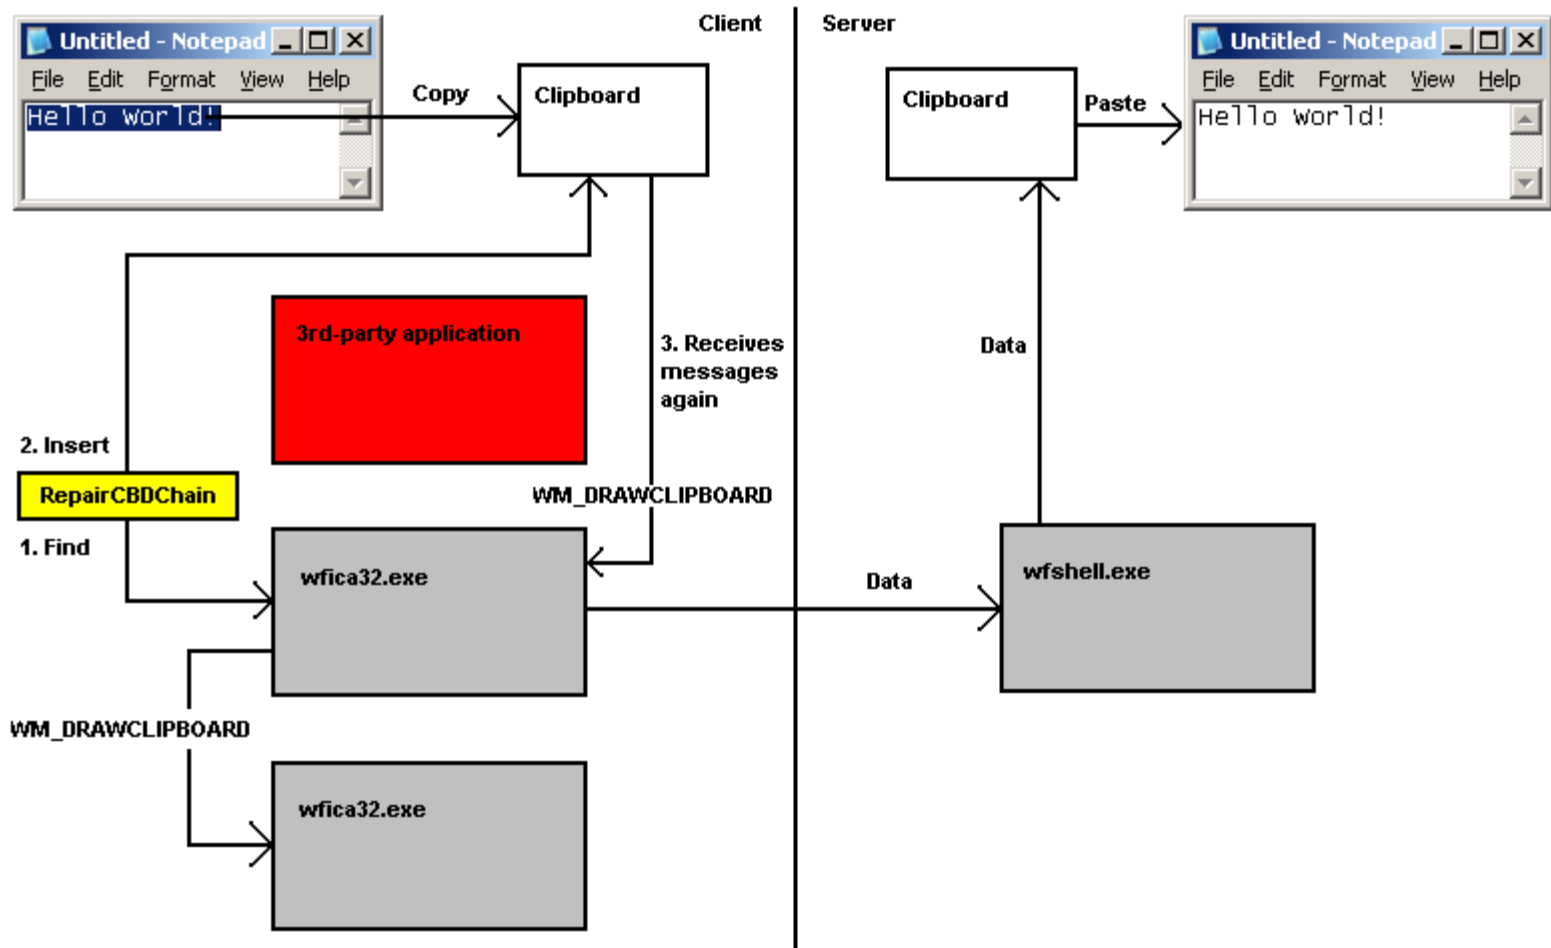 Client
Server
Untitled - Notepad
File Edit Format View Help
Hello World!
Copy
Clipboard
Clipboard
Paste
Untitled - Notepad
File Edit Format View Help
Hello World!
3rd-party application
3. Receives
messages
again
Data
2. Insert
RepairCBDChain
1. Find
WM_DRAWCLIPBOARD
wfica32.exe
Data
wfshell.exe
WM_DRAWCLIPBOARD
wfica32.exe